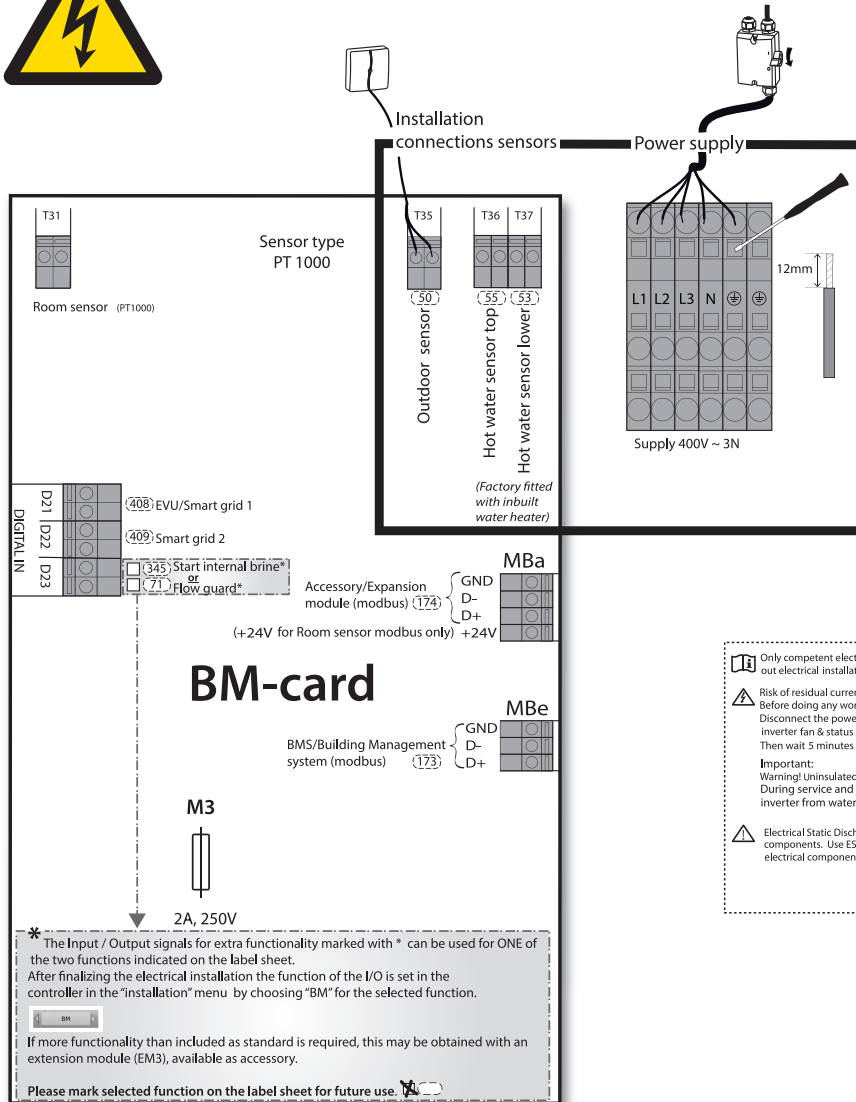 Installation
connections sensors
Power supply
T31
Sensor type
PT 1000
T35
T36
T37
Room sensor (PT1000)
50
55
53
Outdoor sensor
Hot water sensor top
Hot water sensor lower
(Factory fitted
with inbuilt
water heater)
L1 L2 L3 N
12mm
Supply 400V ~ 3N
DIGITAL IN
D21
D22
D23
408 EVU/Smart grid 1
409 Smart grid 2
345 Start internal brine*
or
71 Flow guard*
MBa
Accessory/Expansion
module (modbus) 174
GND
D-
D+
(+24V for Room sensor modbus only) +24V
BM-card
MBe
BMS/Building Management
system (modbus) 173
GND
D-
D+
M3
2A, 250V
Only competent elect
out electrical installat
Risk of residual curren
Before doing any wor
Disconnect the power
inverter fan & status
Then wait 5 minutes
Important:
Warning! Uninsulated
During service and
inverter from water
Electrical Static Disch
components. Use ES
electrical componen
* The Input / Output signals for extra functionality marked with * can be used for ONE of
the two functions indicated on the label sheet.
After finalizing the electrical installation the function of the I/O is set in the
controller in the "installation" menu by choosing "BM" for the selected function.
BM
If more functionality than included as standard is required, this may be obtained with an
extension module (EM3), available as accessory.
Please mark selected function on the label sheet for future use.